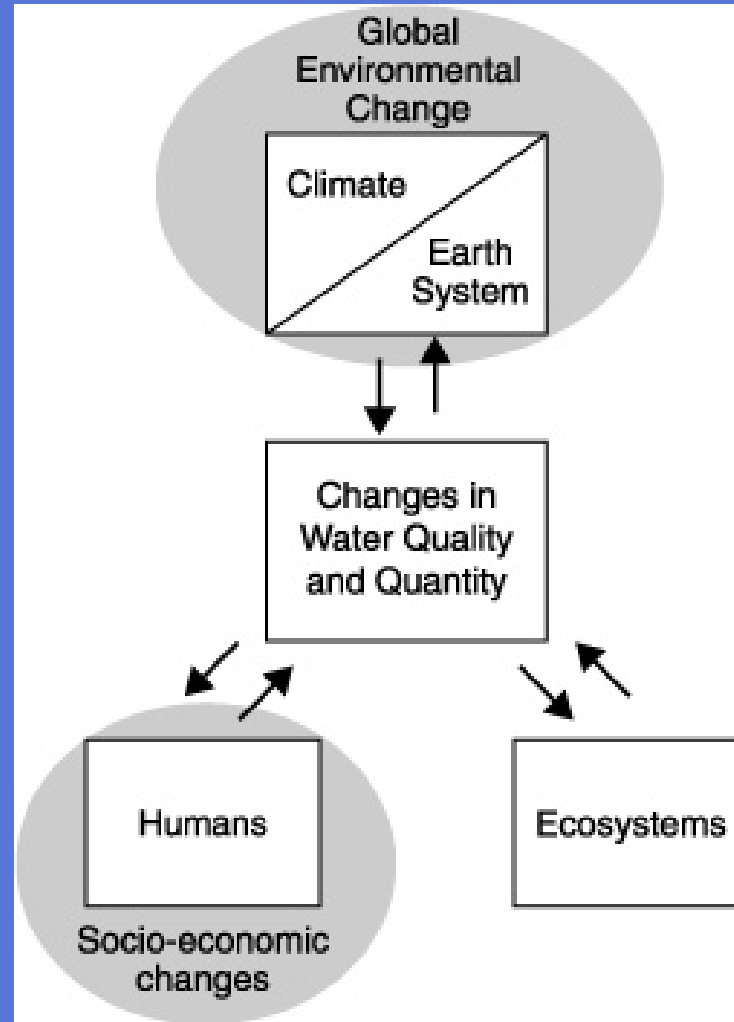 Global
Environmental
Change
Climate
Earth
System
Changes in
Water Quality
and Quantity
Humans
Ecosystems
Socio-economic
changes